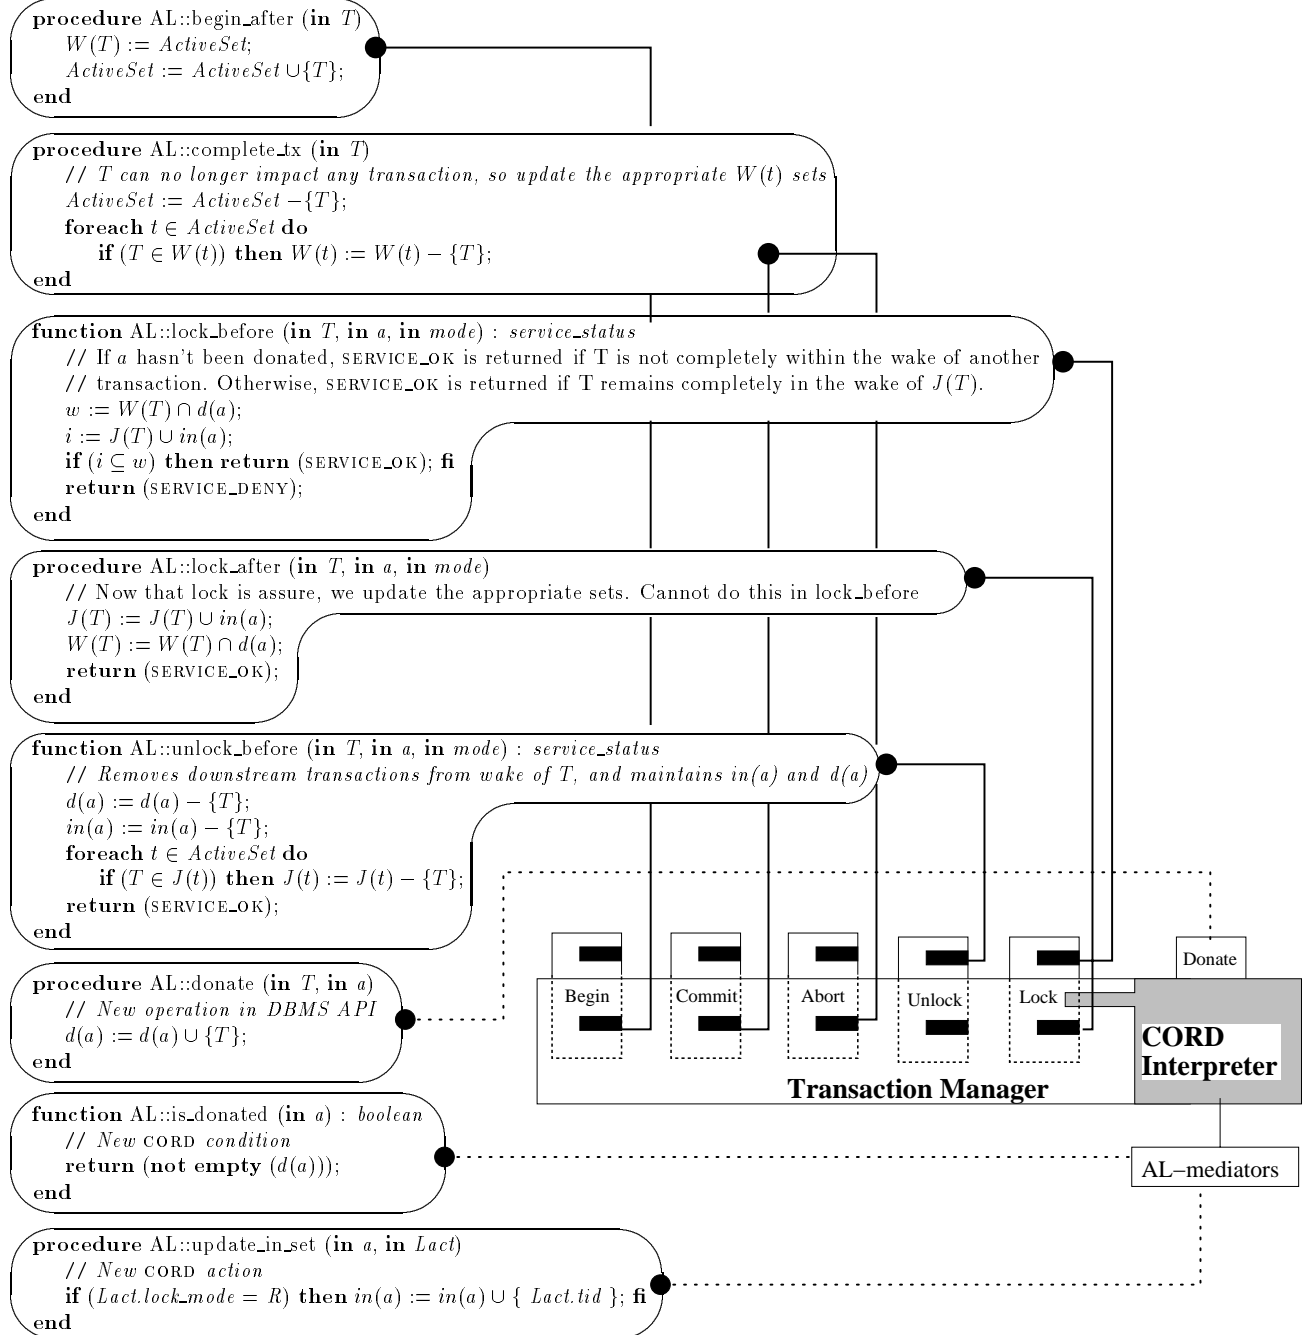 procedure AL::begin_after (in T)
W(T) := ActiveSet;
ActiveSet := ActiveSet ∪{T};
end
procedure AL::complete_tx (in T)
// T can no longer impact any transaction, so update the appropriate W(t) sets
ActiveSet := ActiveSet −{T};
foreach t ∈ ActiveSet do
if (T ∈ W(t)) then W(t) := W(t) − {T};
end
function AL::lock_before (in T, in a, in mode) : service_status
// If a hasn't been donated, SERVICE_OK is returned if T is not completely within the wake of another
// transaction. Otherwise, SERVICE_OK is returned if T remains completely in the wake of J(T).
w := W(T) ∩ d(a);
i := J(T) ∪ in(a);
if (i ⊆ w) then return (SERVICE_OK); fi
return (SERVICE_DENY);
end
procedure AL::lock_after (in T, in a, in mode)
// Now that lock is assure, we update the appropriate sets. Cannot do this in lock_before
J(T) := J(T) ∪ in(a);
W(T) := W(T) ∩ d(a);
return (SERVICE_OK);
end
function AL::unlock_before (in T, in a, in mode) : service_status
// Removes downstream transactions from wake of T, and maintains in(a) and d(a)
d(a) := d(a) − {T};
in(a) := in(a) − {T};
foreach t ∈ ActiveSet do
if (T ∈ J(t)) then J(t) := J(t) − {T};
return (SERVICE_OK);
end
procedure AL::donate (in T, in a)
// New operation in DBMS API
d(a) := d(a) ∪ {T};
end
function AL::is_donated (in a) : boolean
// New CORD condition
return (not empty (d(a)));
end
procedure AL::update_in_set (in a, in Lact)
// New CORD action
if (Lact.lock_mode = R) then in(a) := in(a) ∪ { Lact.tid }; fi
end
Begin
Commit
Abort
Unlock
Lock
Donate
CORD
Interpreter
Transaction Manager
AL−mediators